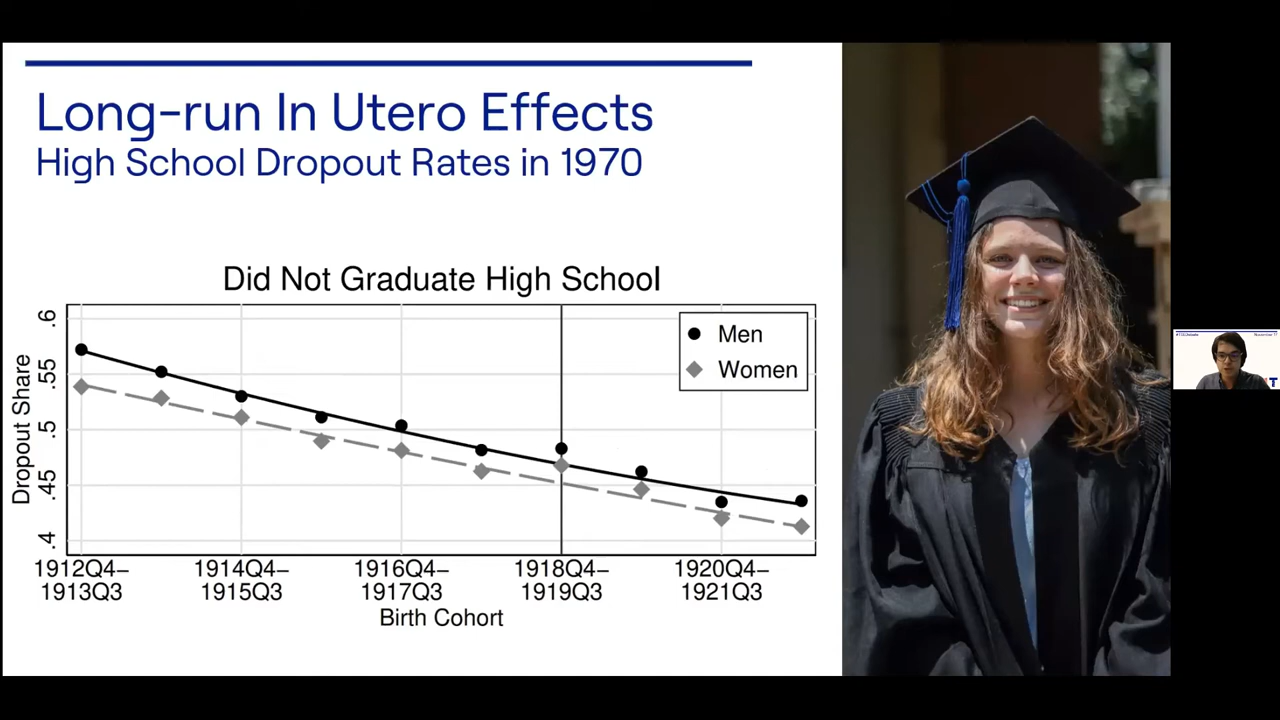 Long-run In Utero Effects
High School Dropout Rates in 1970
Did Not Graduate High School
Men
Women
.6
.55
.5
.45
.4
Dropout Share
1912Q4–
1913Q3
1914Q4–
1915Q3
1916Q4–
1917Q3
1918Q4–
1919Q3
1920Q4–
1921Q3
Birth Cohort